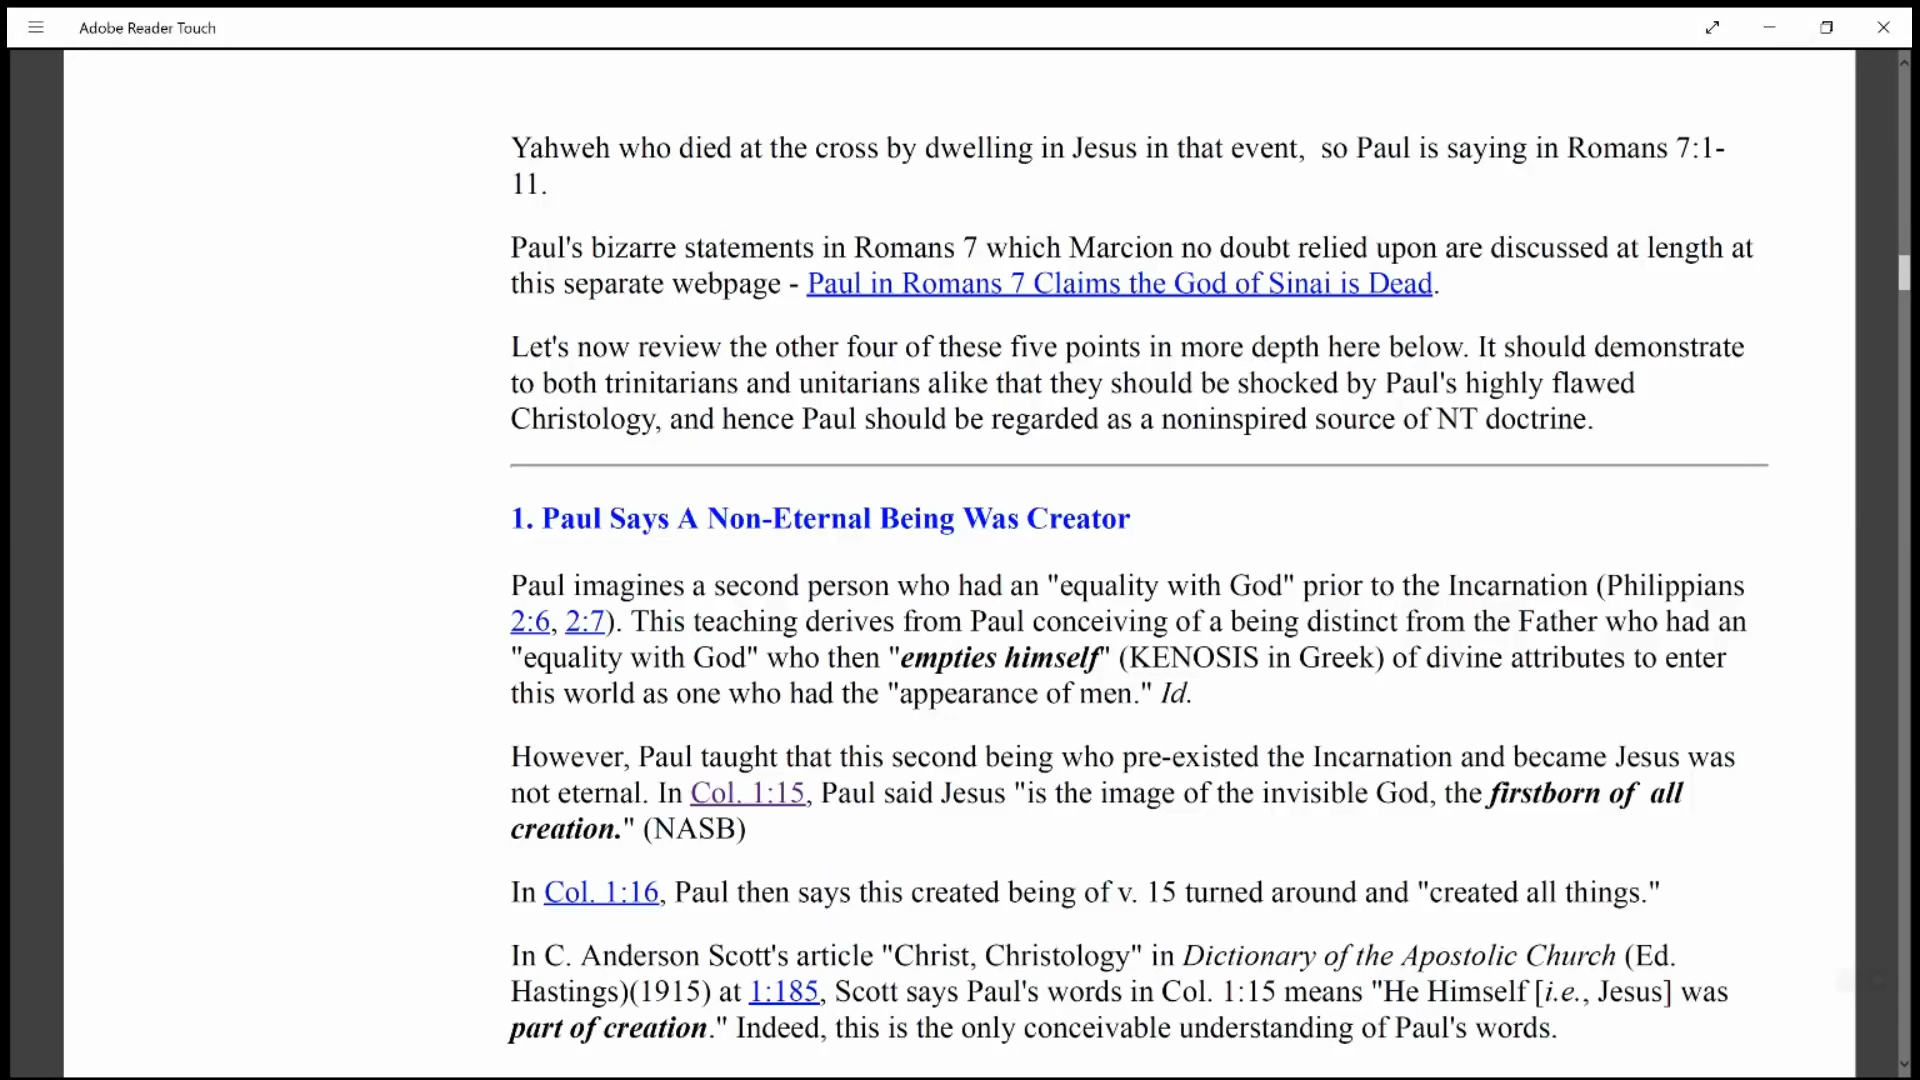 Adobe Reader Touch
Yahweh who died at the cross by dwelling in Jesus in that event,  so Paul is saying in Romans 7:1-
11.
Paul's bizarre statements in Romans 7 which Marcion no doubt relied upon are discussed at length at
this separate webpage - Paul in Romans 7 Claims the God of Sinai is Dead.
Let's now review the other four of these five points in more depth here below. It should demonstrate
to both trinitarians and unitarians alike that they should be shocked by Paul's highly flawed
Christology, and hence Paul should be regarded as a noninspired source of NT doctrine.
1. Paul Says A Non-Eternal Being Was Creator
Paul imagines a second person who had an "equality with God" prior to the Incarnation (Philippians
2:6, 2:7). This teaching derives from Paul conceiving of a being distinct from the Father who had an
"equality with God" who then "empties himself" (KENOSIS in Greek) of divine attributes to enter
this world as one who had the "appearance of men." Id.
However, Paul taught that this second being who pre-existed the Incarnation and became Jesus was
not eternal. In Col. 1:15, Paul said Jesus "is the image of the invisible God, the firstborn of  all
creation." (NASB)
In Col. 1:16, Paul then says this created being of v. 15 turned around and "created all things."
In C. Anderson Scott's article "Christ, Christology" in Dictionary of the Apostolic Church (Ed.
Hastings)(1915) at 1:185, Scott says Paul's words in Col. 1:15 means "He Himself [i.e., Jesus] was
part of creation." Indeed, this is the only conceivable understanding of Paul's words.